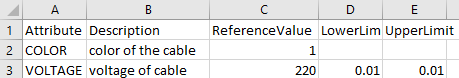 A B C D E
1 Attribute Description ReferenceValue LowerLim UpperLimit
2 COLOR color of the cable 1
3 VOLTAGE voltage of cable 220 0.01 0.01